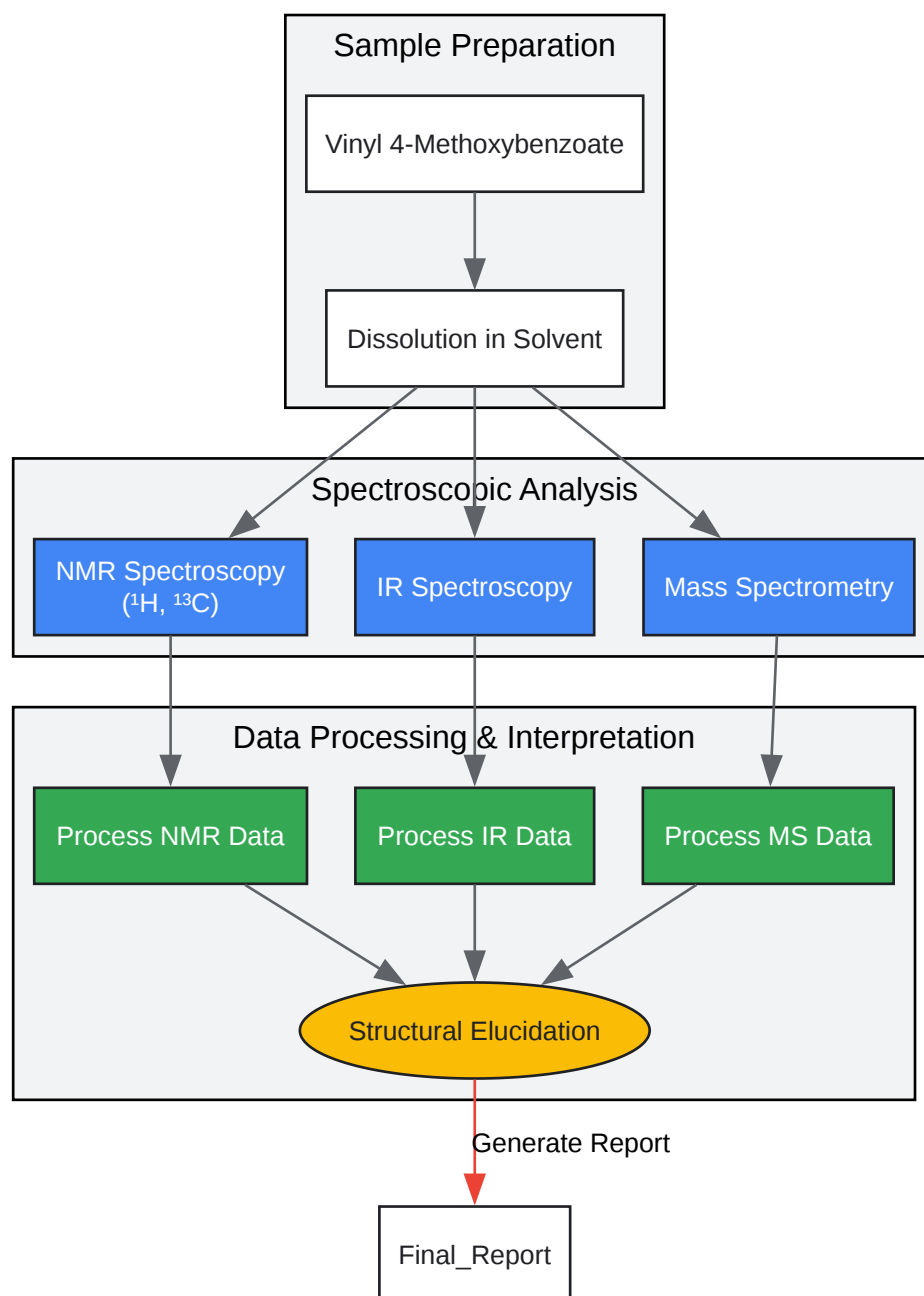 Sample Preparation
Vinyl 4-Methoxybenzoate
Dissolution in Solvent
Spectroscopic Analysis
NMR Spectroscopy
(¹H, ¹³C)
IR Spectroscopy
Mass Spectrometry
Data Processing & Interpretation
Process NMR Data
Process IR Data
Process MS Data
Structural Elucidation
Generate Report
Final_Report